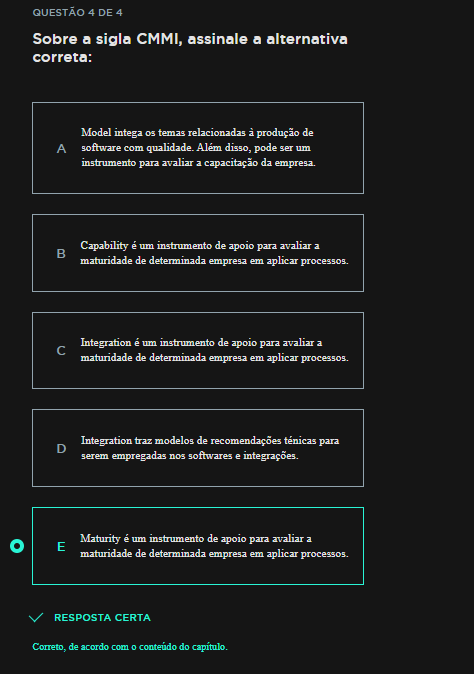 QUESTÃO 4 DE 4
Sobre a sigla CMMI, assinale a alternativa
correta:
A
Model intega os temas relacionadas à produção de
software com qualidade. Além disso, pode ser um
instrumento para avaliar a capacitação da empresa.
B
Capability é um instrumento de apoio para avaliar a
maturidade de determinada empresa em aplicar processos.
C
Integration é um instrumento de apoio para avaliar a
maturidade de determinada empresa em aplicar processos.
D
Integration traz modelos de recomendações ténicas para
serem empregadas nos softwares e integrações.
E
Maturity é um instrumento de apoio para avaliar a
maturidade de determinada empresa em aplicar processos.
RESPOSTA CERTA
Correto, de acordo com o conteúdo do capítulo.